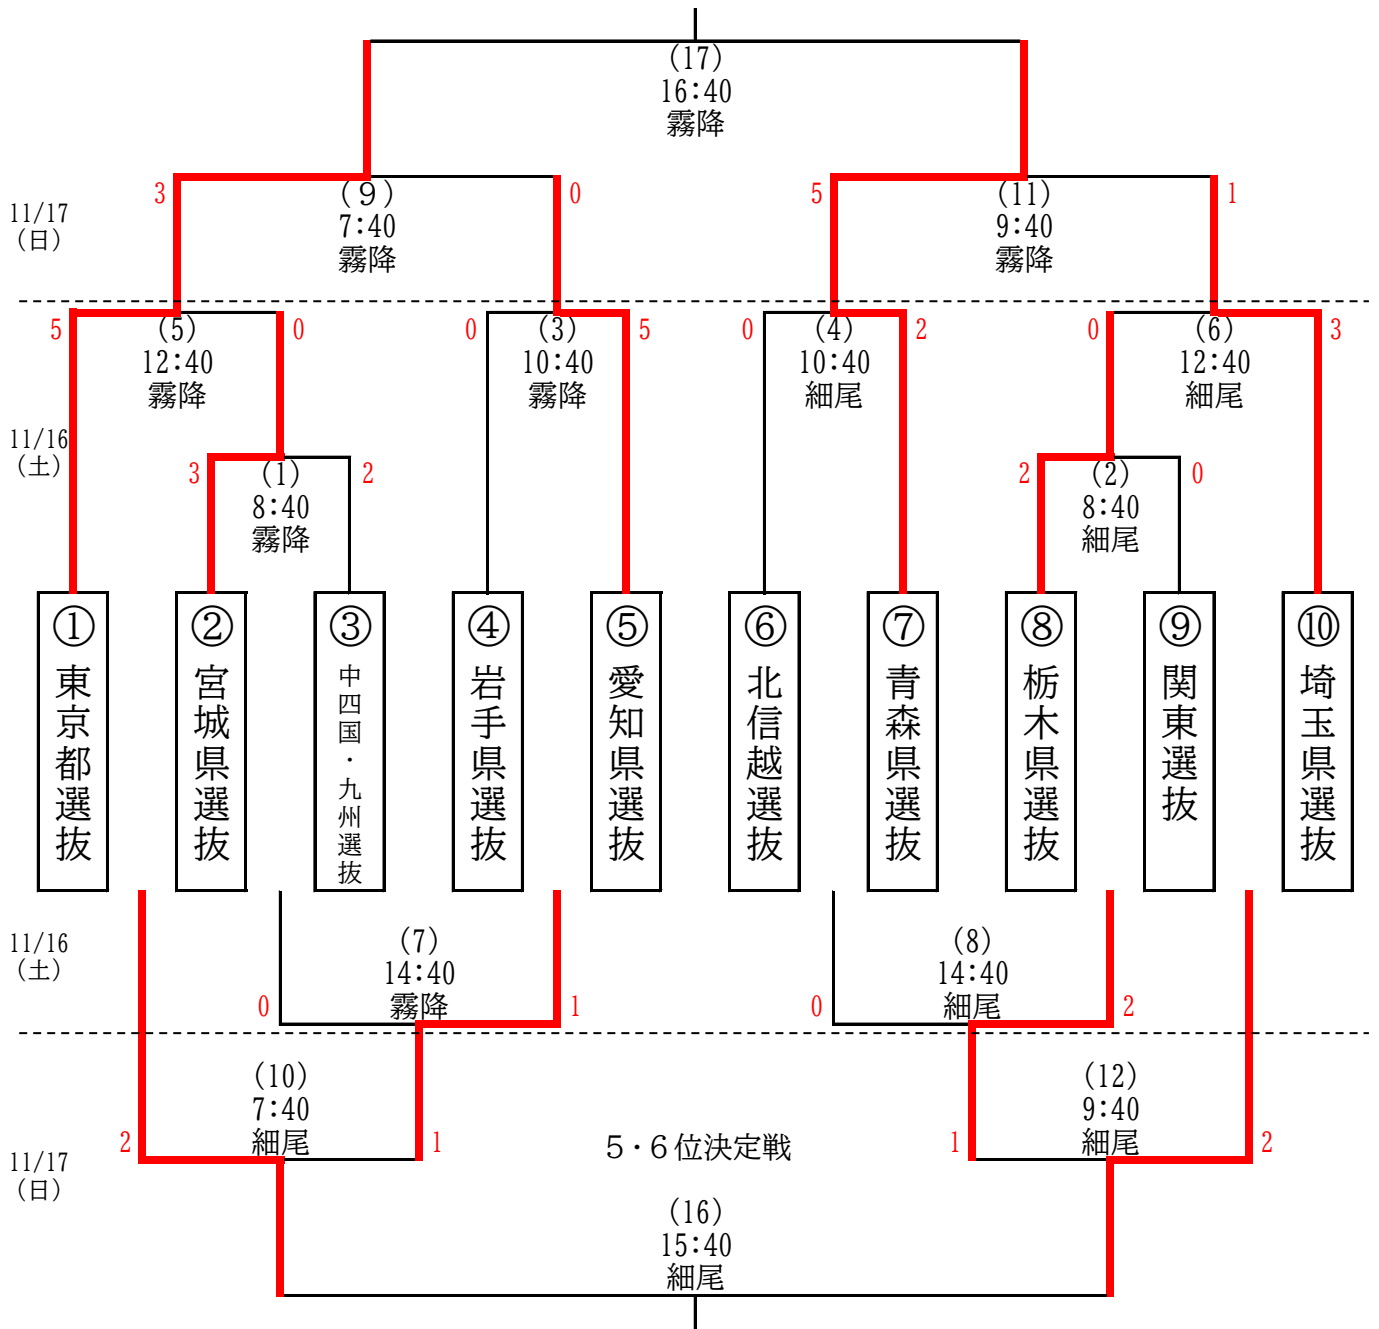 (17)
16:40
霧降
11/17
(日)
3
(9)
7:40
霧降
0
5
(11)
9:40
霧降
1
5
(5)
12:40
霧降
0
0
(3)
10:40
霧降
5
0
(4)
10:40
細尾
2
0
(6)
12:40
細尾
3
11/16
(土)
3
(1)
8:40
霧降
2
2
(2)
8:40
細尾
0
①東京都選抜
②宮城県選抜
③中四国・九州選抜
④岩手県選抜
⑤愛知県選抜
⑥北信越選抜
⑦青森県選抜
⑧栃木県選抜
⑨関東選抜
⑩埼玉県選抜
11/16
(土)
0
(7)
14:40
霧降
1
0
(8)
14:40
細尾
2
11/17
(日)
2
(10)
7:40
細尾
1
5・6位決定戦
1
(12)
9:40
細尾
2
(16)
15:40
細尾